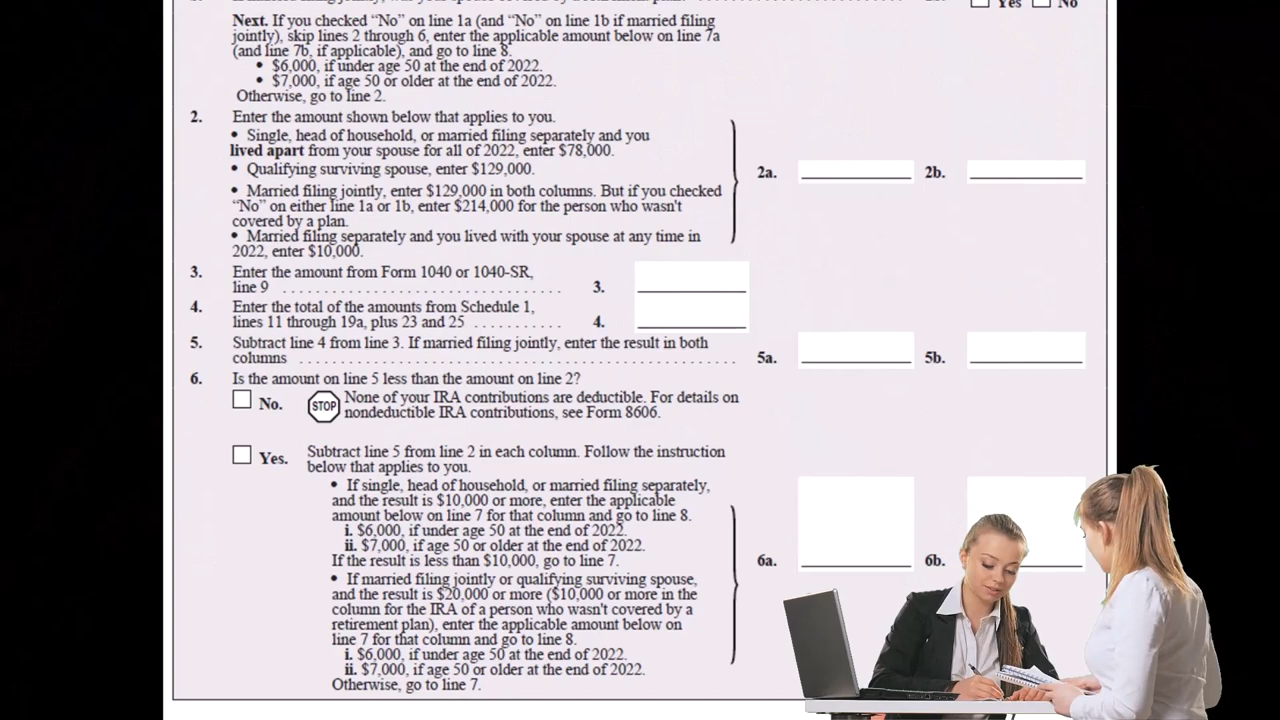 Yes No
Next. If you checked “No” on line 1a (and “No” on line 1b if married filing
jointly), skip lines 2 through 6, enter the applicable amount below on line 7a
(and line 7b, if applicable), and go to line 8.
• $6,000, if under age 50 at the end of 2022.
• $7,000, if age 50 or older at the end of 2022.
Otherwise, go to line 2.
2. Enter the amount shown below that applies to you.
• Single, head of household, or married filing separately and you
lived apart from your spouse for all of 2022, enter $78,000.
• Qualifying surviving spouse, enter $129,000.
2a. 2b.
• Married filing jointly, enter $129,000 in both columns. But if you checked
“No” on either line 1a or 1b, enter $214,000 for the person who wasn't
covered by a plan.
• Married filing separately and you lived with your spouse at any time in
2022, enter $10,000.
3. Enter the amount from Form 1040 or 1040-SR,
line 9 3.
4. Enter the total of the amounts from Schedule 1,
lines 11 through 19a, plus 23 and 25 4.
5. Subtract line 4 from line 3. If married filing jointly, enter the result in both
columns 5a. 5b.
6. Is the amount on line 5 less than the amount on line 2?
No. STOP None of your IRA contributions are deductible. For details on
nondeductible IRA contributions, see Form 8606.
Yes. Subtract line 5 from line 2 in each column. Follow the instruction
below that applies to you.
• If single, head of household, or married filing separately,
and the result is $10,000 or more, enter the applicable
amount below on line 7 for that column and go to line 8.
i. $6,000, if under age 50 at the end of 2022.
ii. $7,000, if age 50 or older at the end of 2022.
If the result is less than $10,000, go to line 7.
6a. 6b.
• If married filing jointly or qualifying surviving spouse,
and the result is $20,000 or more ($10,000 or more in the
column for the IRA of a person who wasn't covered by a
retirement plan), enter the applicable amount below on
line 7 for that column and go to line 8.
i. $6,000, if under age 50 at the end of 2022.
ii. $7,000, if age 50 or older at the end of 2022.
Otherwise, go to line 7.